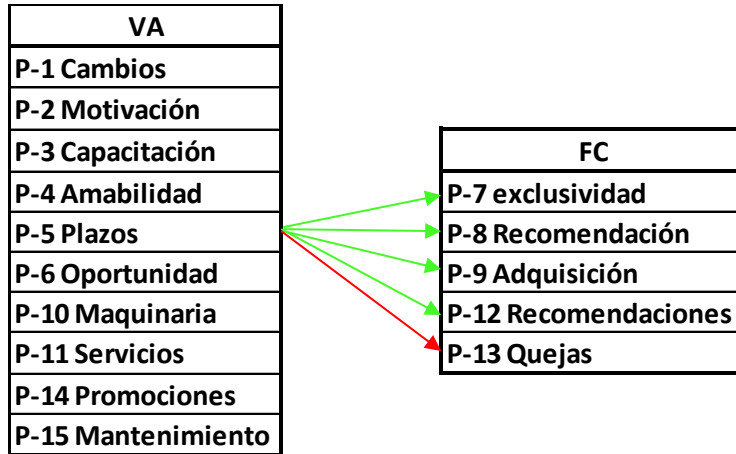 VA
P-1 Cambios
P-2 Motivación
P-3 Capacitación
P-4 Amabilidad
P-5 Plazos
P-6 Oportunidad
P-10 Maquinaria
P-11 Servicios
P-14 Promociones
P-15 Mantenimiento
FC
P-7 exclusividad
P-8 Recomendación
P-9 Adquisición
P-12 Recomendaciones
P-13 Quejas